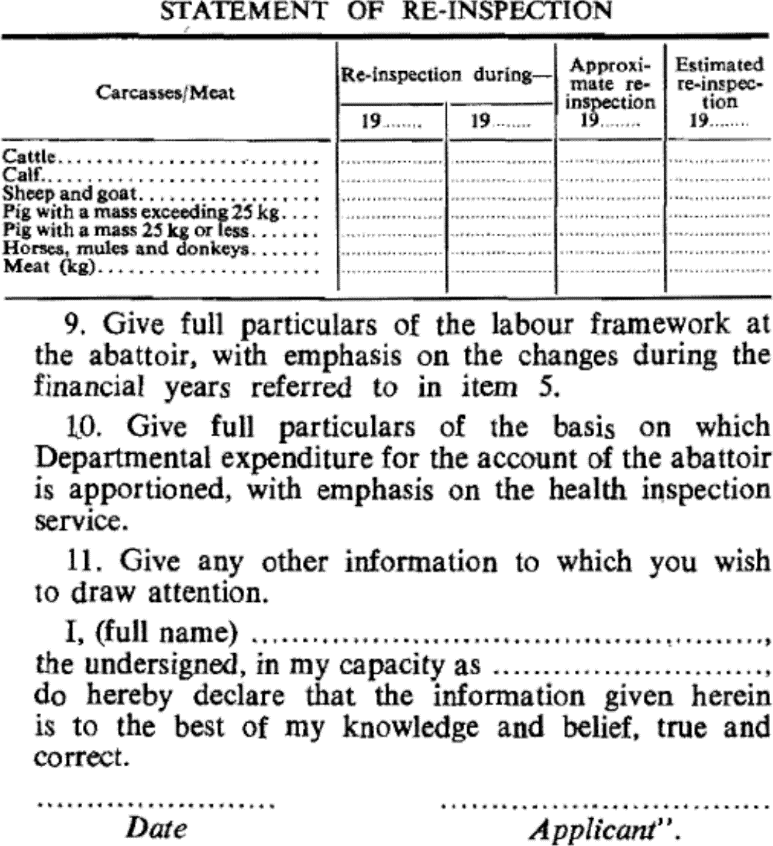 STATEMENT OF RE-INSPECTION
Carcasses/Meat
Re-inspection during—
Approxi-
mate re-
inspection
19........
Estimated
re-inspec-
tion
19........
19........ 19........
Cattle............................
Calf..............................
Sheep and goat....................
Pig with a mass exceeding 25 kg....
Pig with a mass 25 kg or less.......
Horses, mules and donkeys.......
Meat (kg)........................
9. Give full particulars of the labour framework at
the abattoir, with emphasis on the changes during the
financial years referred to in item 5.
10. Give full particulars of the basis on which
Departmental expenditure for the account of the abattoir
is apportioned, with emphasis on the health inspection
service.
11. Give any other information to which you wish
to draw attention.
I, (full name) ......................................................,
the undersigned, in my capacity as ............................,
do hereby declare that the information given herein
is to the best of my knowledge and belief, true and
correct.
.......................... ....................................
Date Applicant”.